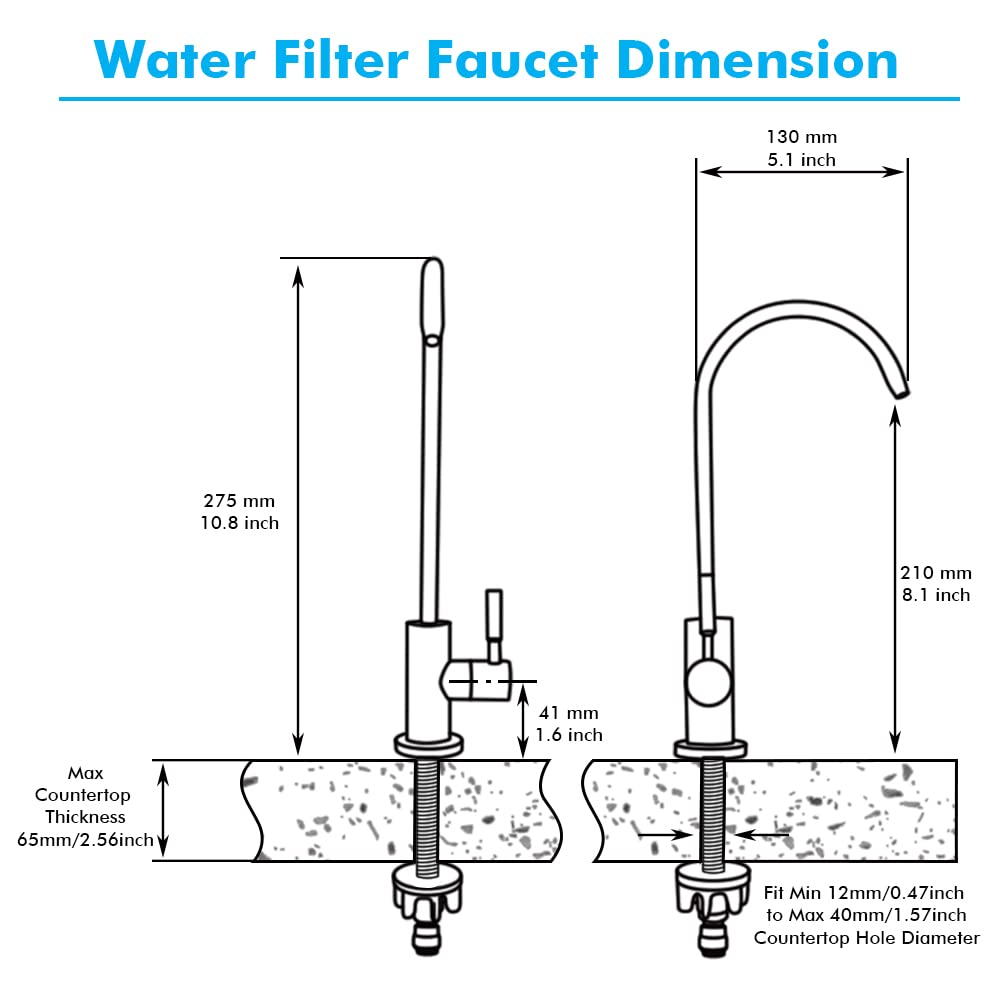 Water Filter Faucet Dimension
130 mm
5.1 inch
275 mm
10.8 inch
210 mm
8.1 inch
41 mm
1.6 inch
Max
Countertop
Thickness
65mm/2.56inch
Fit Min 12mm/0.47inch
to Max 40mm/1.57inch
Countertop Hole Diameter